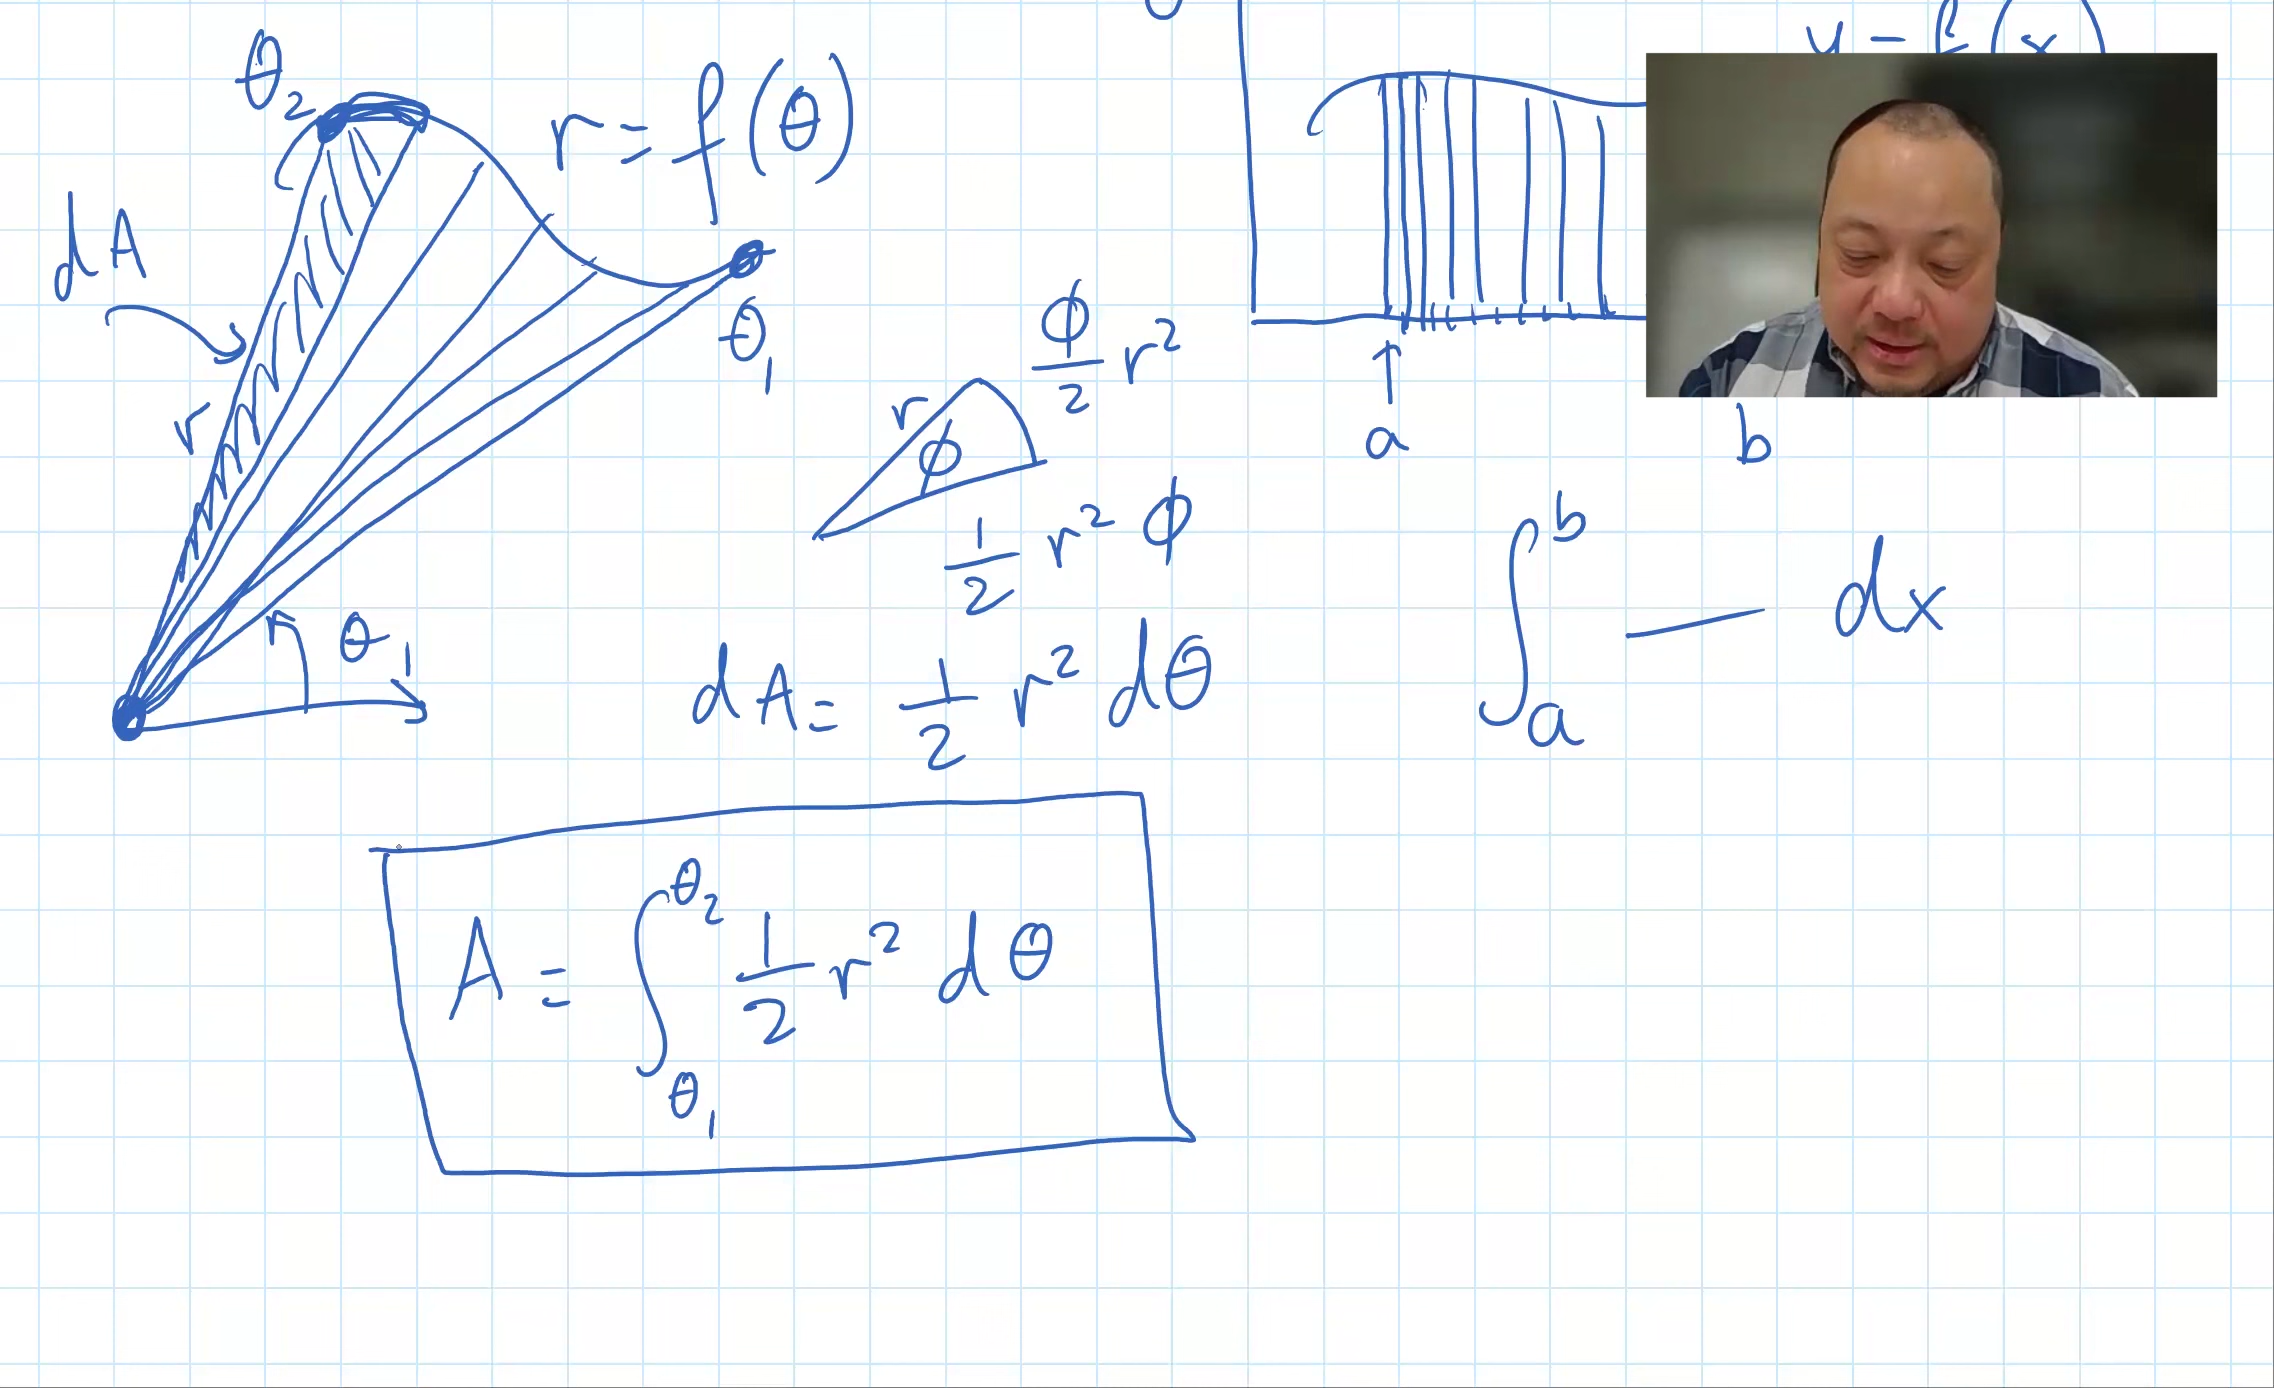 θ₂
r = f(θ)
y = f(x)
dA
r
θ₁
θ₁
r
ϕ
ϕ/2 r²
1/2 r² ϕ
dA = 1/2 r² dθ
A = ∫_θ₁^θ₂ 1/2 r² dθ
a
b
∫_a^b — dx